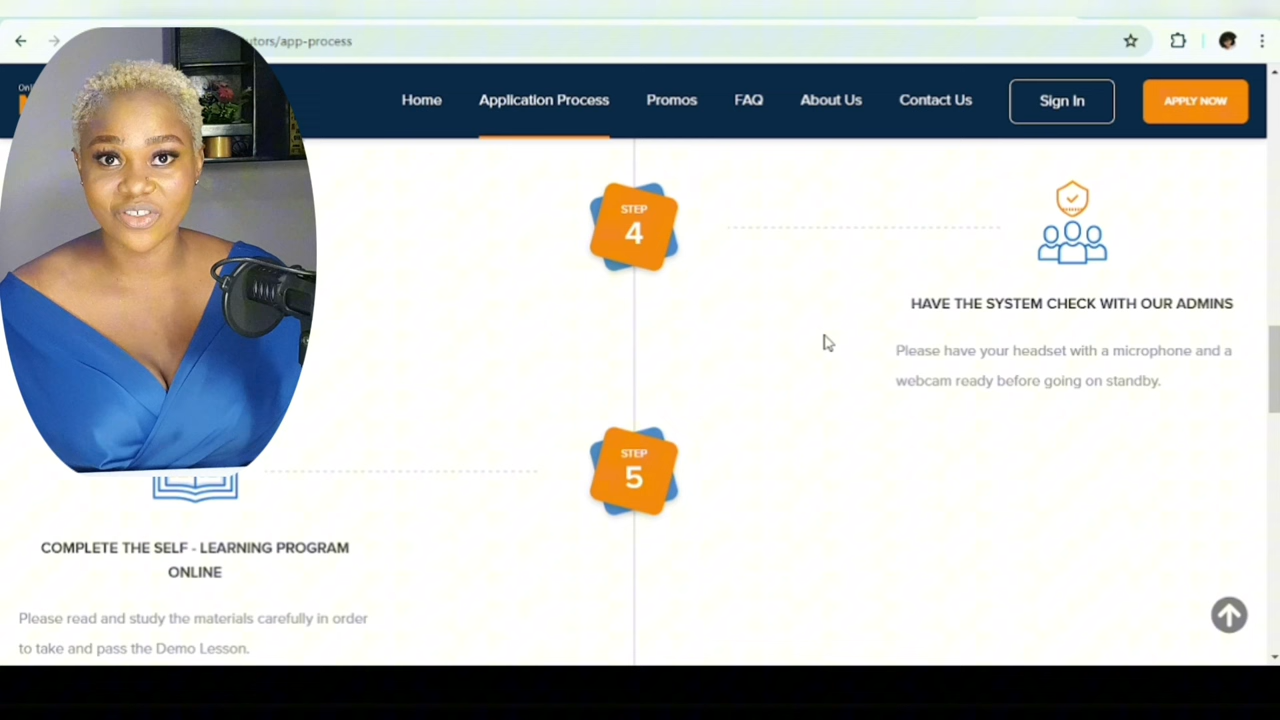 utors/app-process
Onl
Home
Application Process
Promos
FAQ
About Us
Contact Us
Sign In
APPLY NOW
STEP
4
HAVE THE SYSTEM CHECK WITH OUR ADMINS
Please have your headset with a microphone and a
webcam ready before going on standby.
STEP
5
COMPLETE THE SELF - LEARNING PROGRAM
ONLINE
Please read and study the materials carefully in order
to take and pass the Demo Lesson.